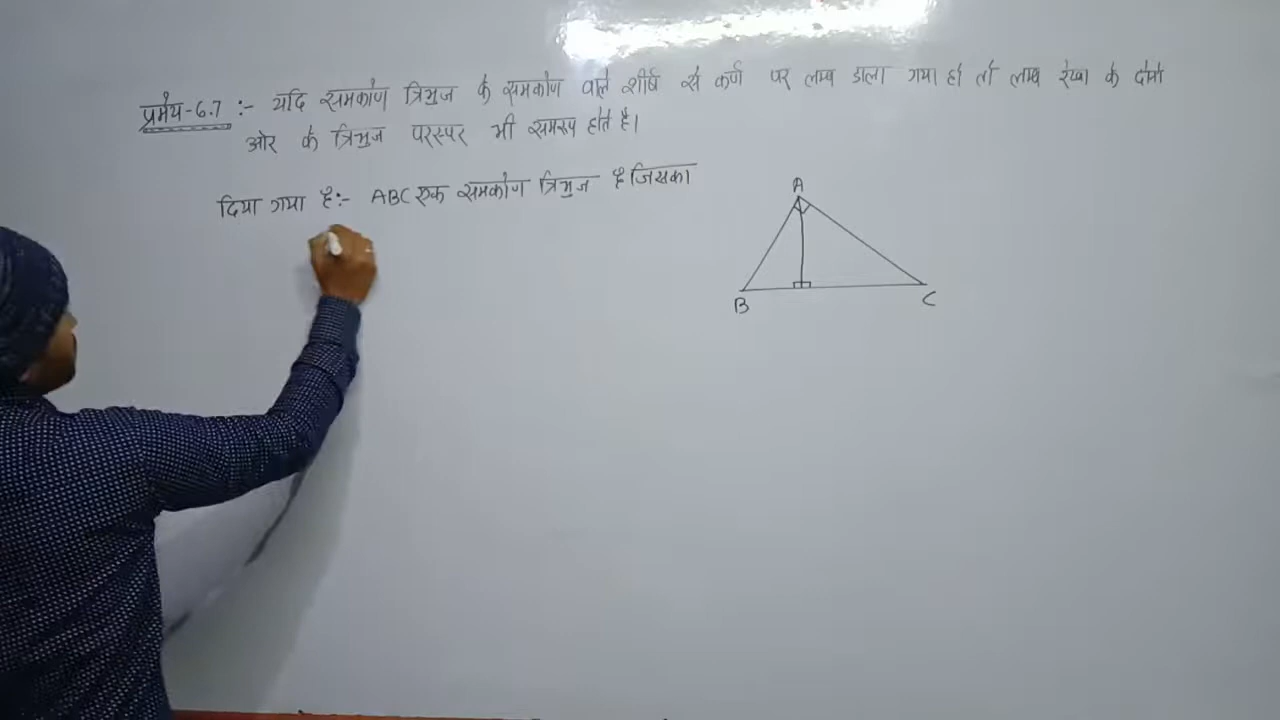 प्रमेय-6.7 :- यदि समकोण त्रिभुज के समकोण वाले शीर्ष से कर्ण पर लम्ब डाला गया हो तो लम्ब रेखा के दोनो
ओर के त्रिभुज परस्पर भी समरूप होते है।
दिया गया है:- ABC एक समकोण त्रिभुज है जिसका
A
B
C